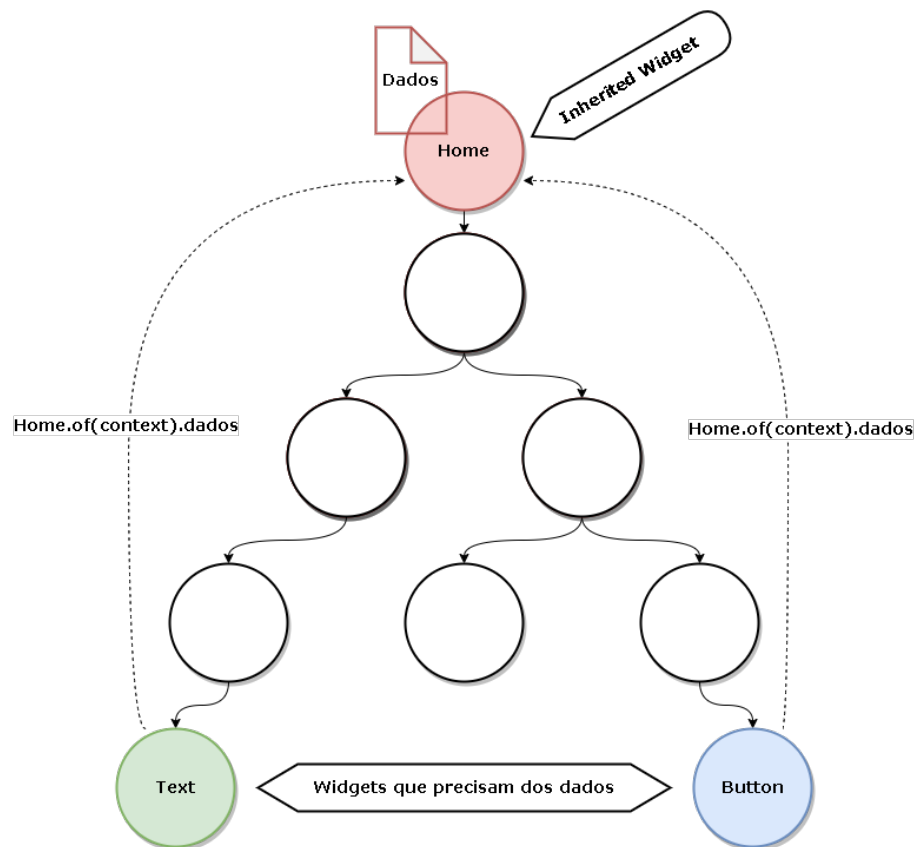 Dados
Inherited Widget
Home
Home.of(context).dados
Home.of(context).dados
Text
Widgets que precisam dos dados
Button